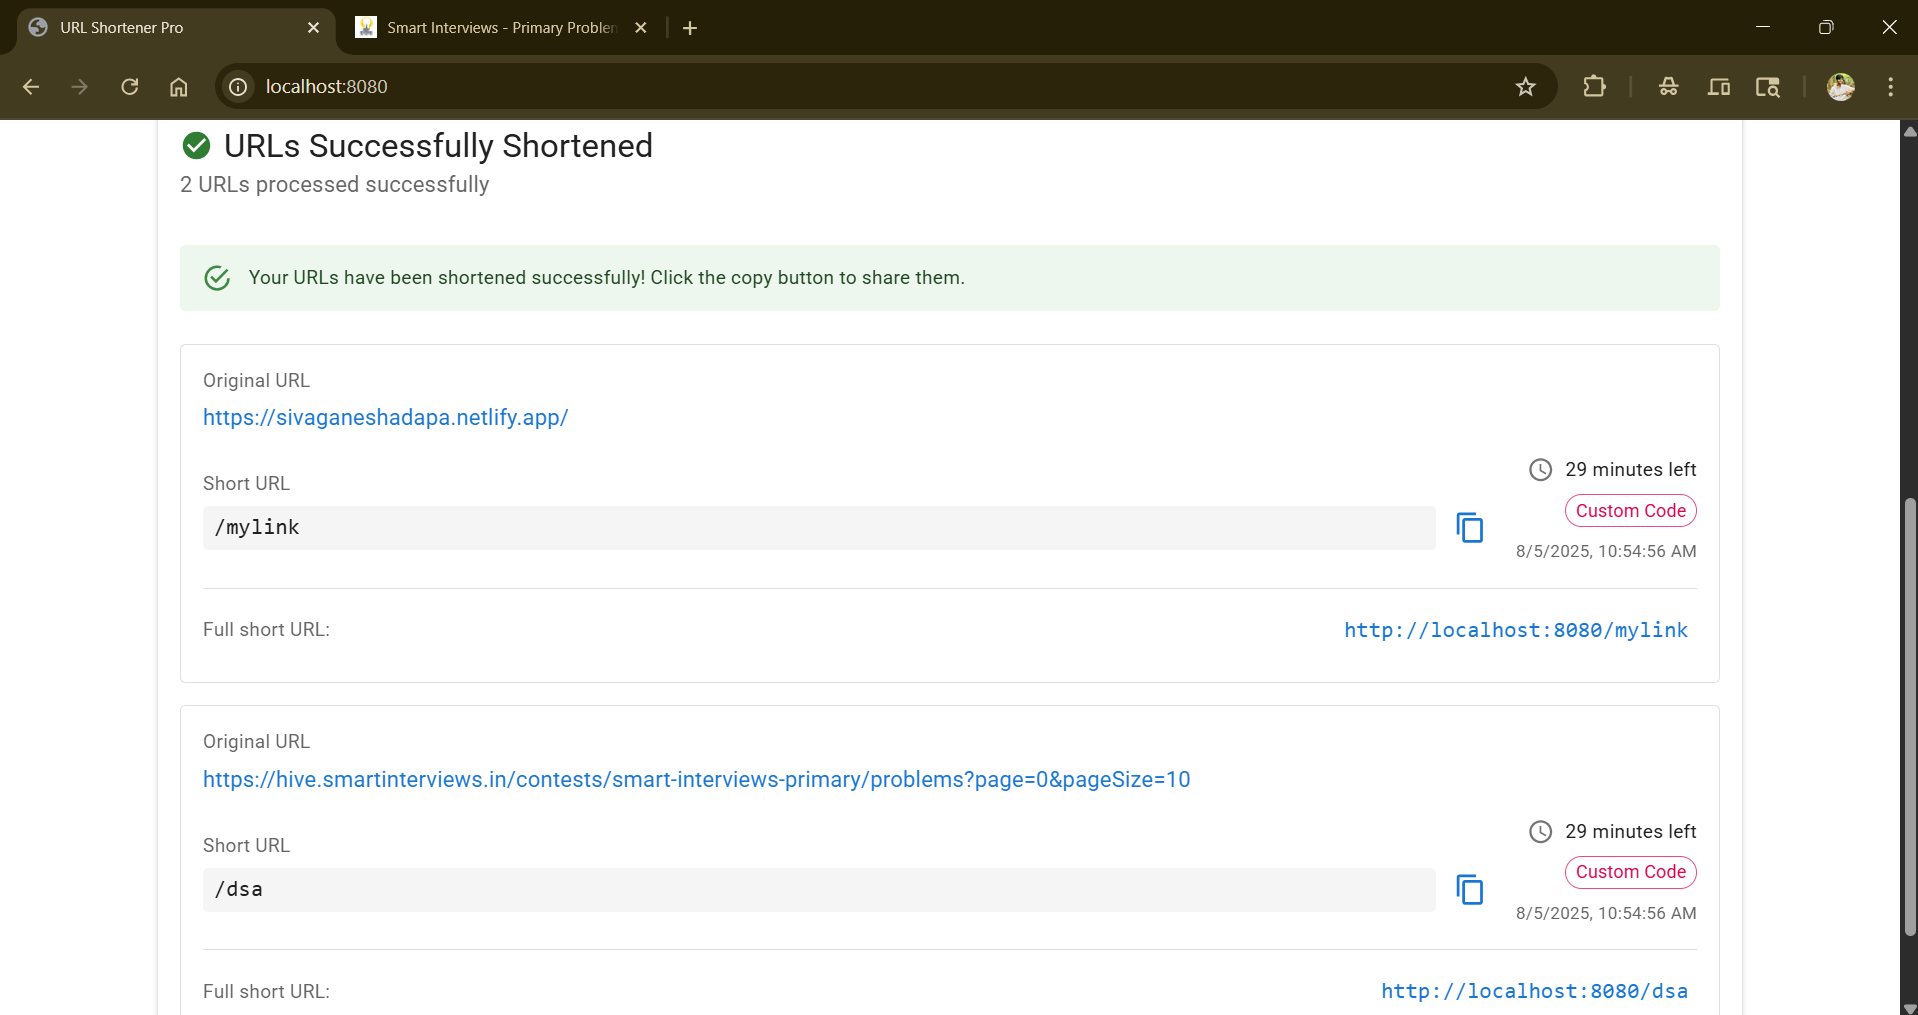 URL Shortener Pro
Smart Interviews - Primary Problem
localhost:8080
URLs Successfully Shortened
2 URLs processed successfully
Your URLs have been shortened successfully! Click the copy button to share them.
Original URL
https://sivaganeshadapa.netlify.app/
Short URL
/mylink
29 minutes left
Custom Code
8/5/2025, 10:54:56 AM
Full short URL:
http://localhost:8080/mylink
Original URL
https://hive.smartinterviews.in/contests/smart-interviews-primary/problems?page=0&pageSize=10
Short URL
/dsa
29 minutes left
Custom Code
8/5/2025, 10:54:56 AM
Full short URL:
http://localhost:8080/dsa